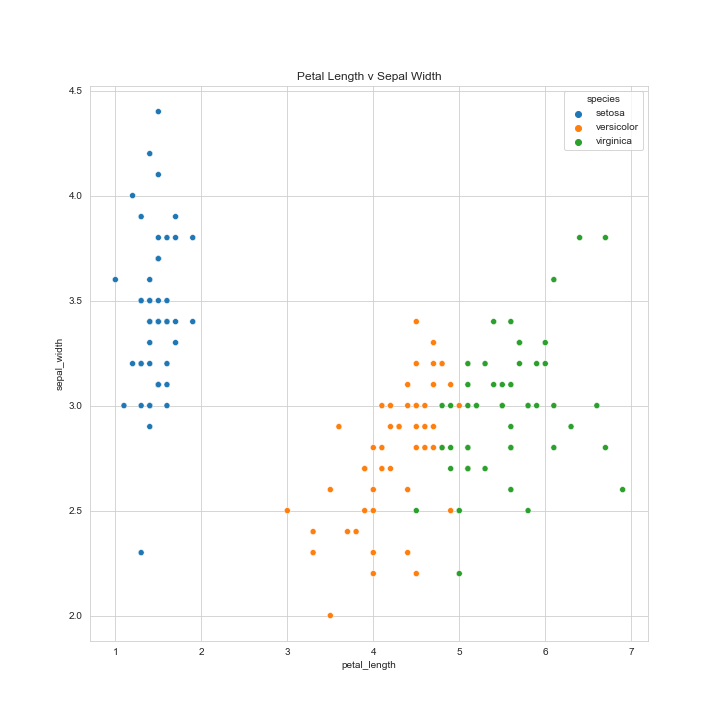 Petal Length v Sepal Width
species
setosa
versicolor
virginica
4.5
4.0
3.5
3.0
2.5
2.0
sepal_width
1 2 3 4 5 6 7
petal_length